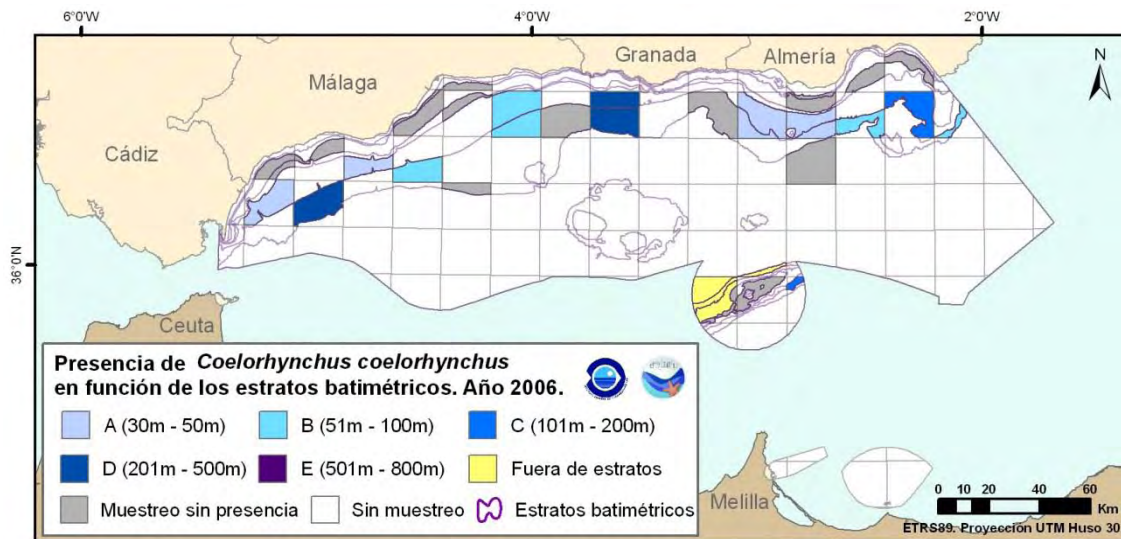 6°0'W
4°0'W
2°0'W
N
Granada
Almería
Málaga
Cádiz
36°0'N
Ceuta
Presencia de Coelorhynchus coelorhynchus
en función de los estratos batimétricos. Año 2006.
A (30m - 50m)
B (51m - 100m)
C (101m - 200m)
D (201m - 500m)
E (501m - 800m)
Fuera de estratos
Muestreo sin presencia
Sin muestreo
Estratos batimétricos
Melilla
0 10 20 40 60
Km
ETRS89. Proyección UTM Huso 30